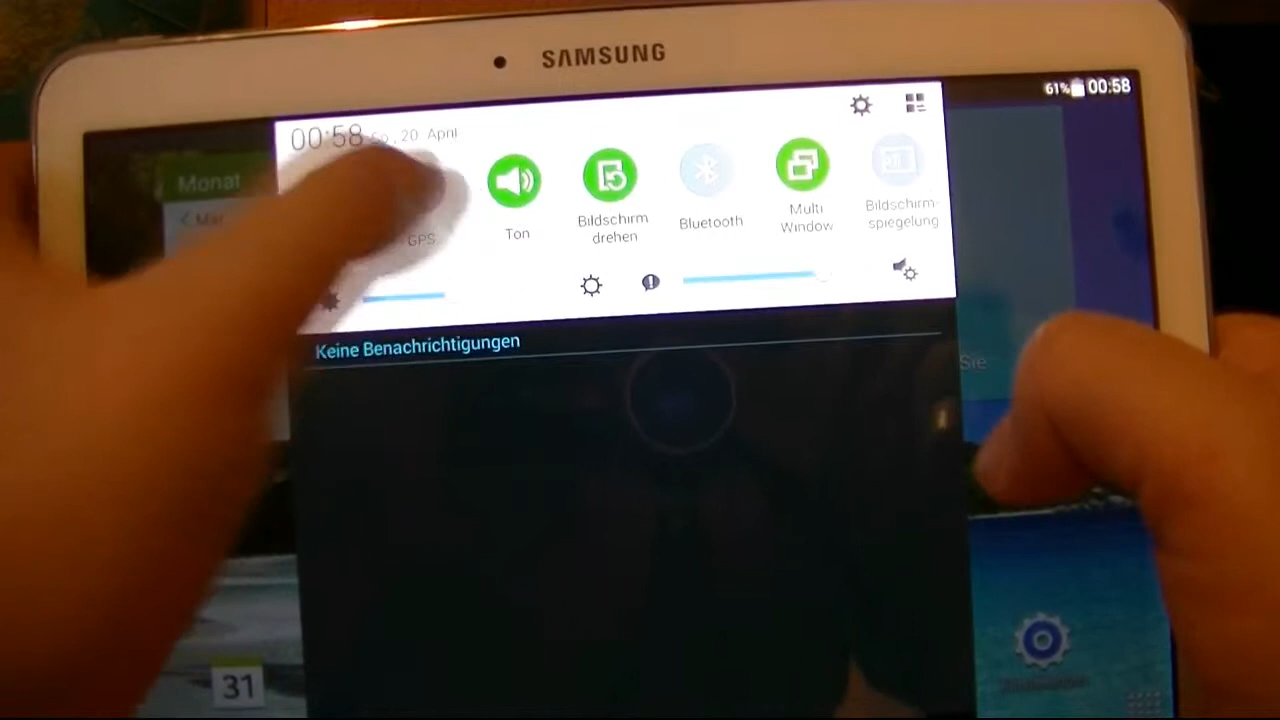 SAMSUNG
61% 00:58
00:58 So., 20 April
Monat
< Mär
GPS
Ton
Bildschirm
drehen
Bluetooth
Multi
Window
Bildschirm-
spiegelung
Keine Benachrichtigungen
Sie
31